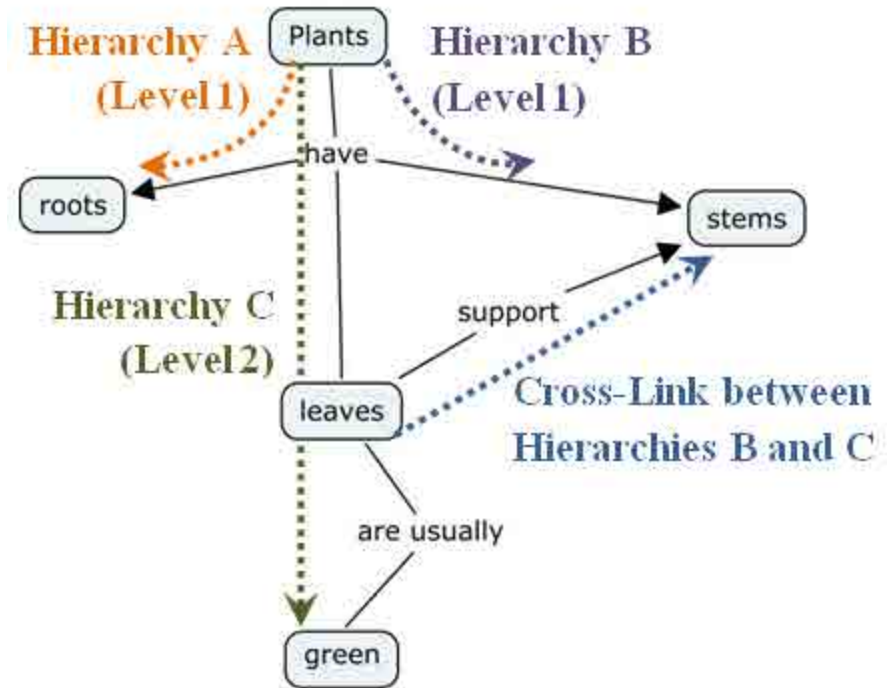 Plants
Hierarchy A
(Level 1)
Hierarchy B
(Level 1)
have
roots
stems
Hierarchy C
(Level 2)
support
leaves
Cross-Link between
Hierarchies B and C
are usually
green